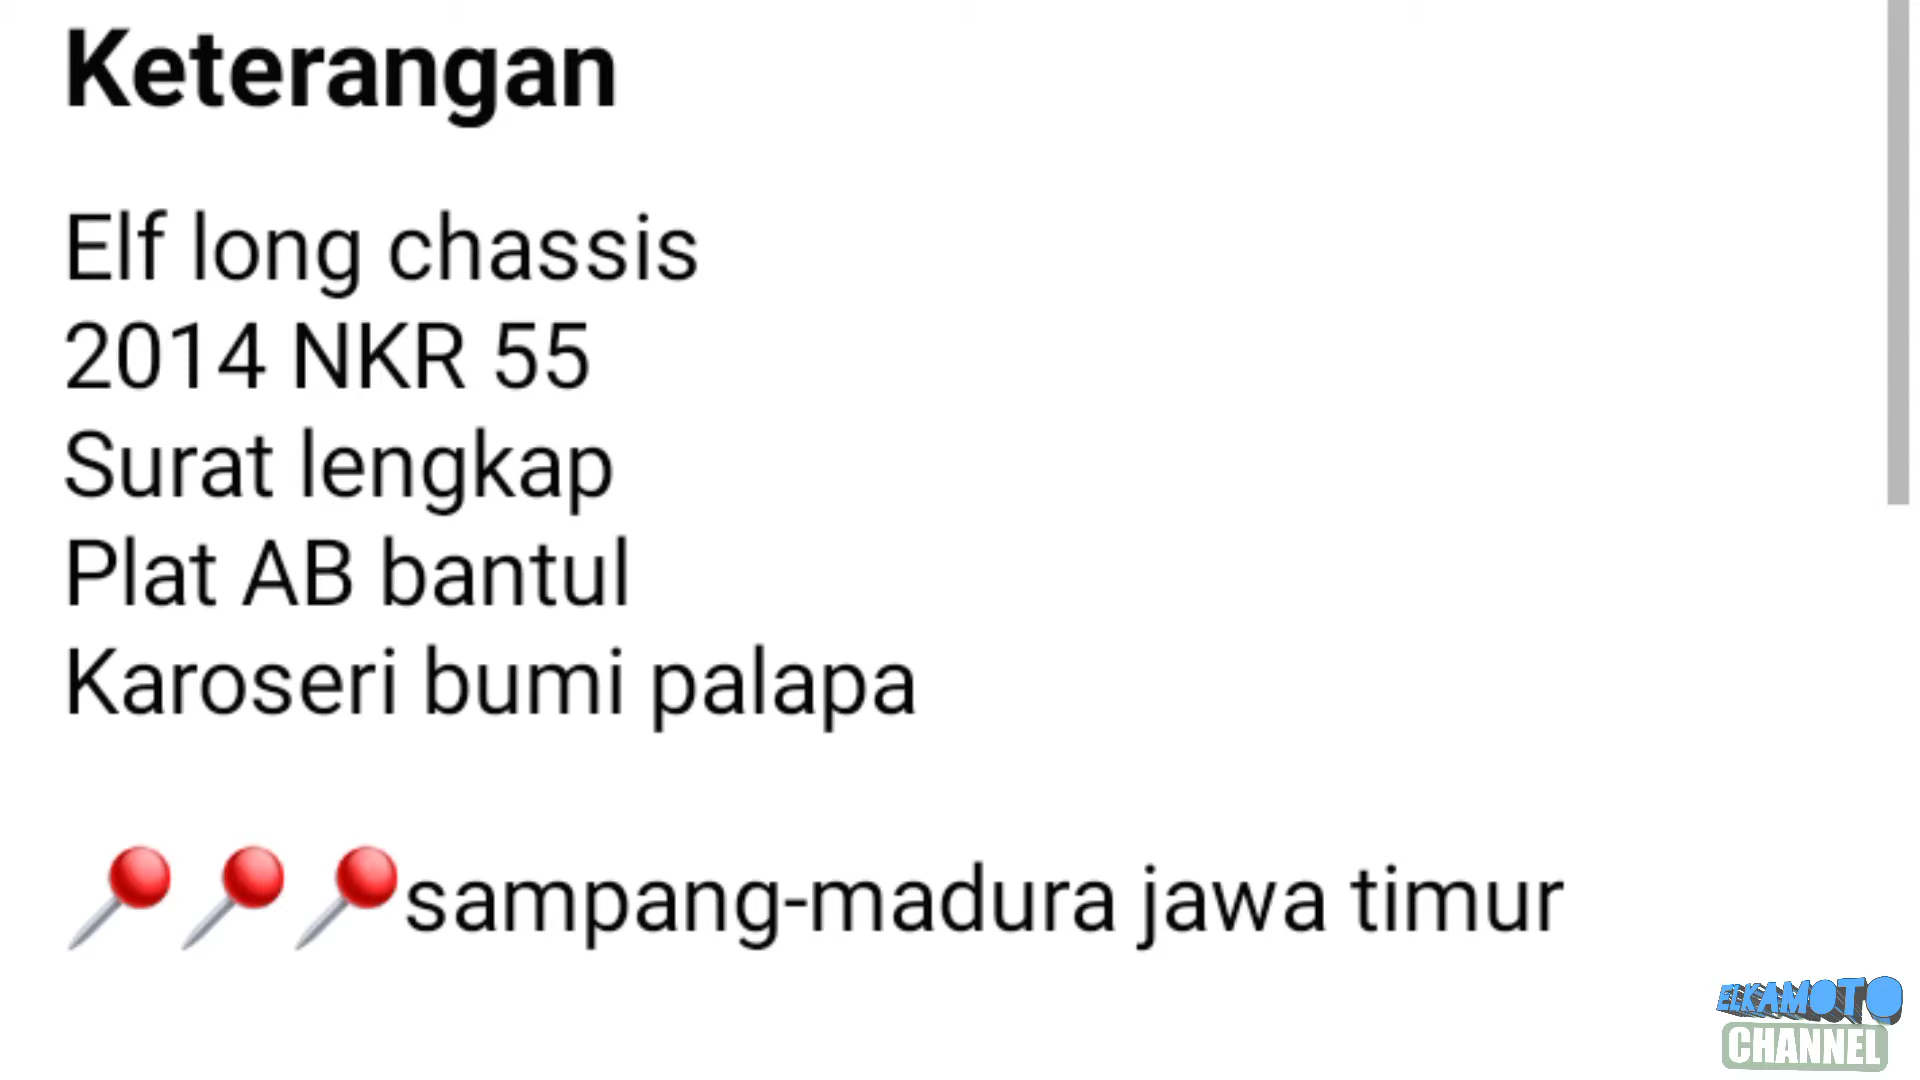 Keterangan
Elf long chassis
2014 NKR 55
Surat lengkap
Plat AB bantul
Karoseri bumi palapa
📍📍📍sampang-madura jawa timur
ELKAMOTO
CHANNEL